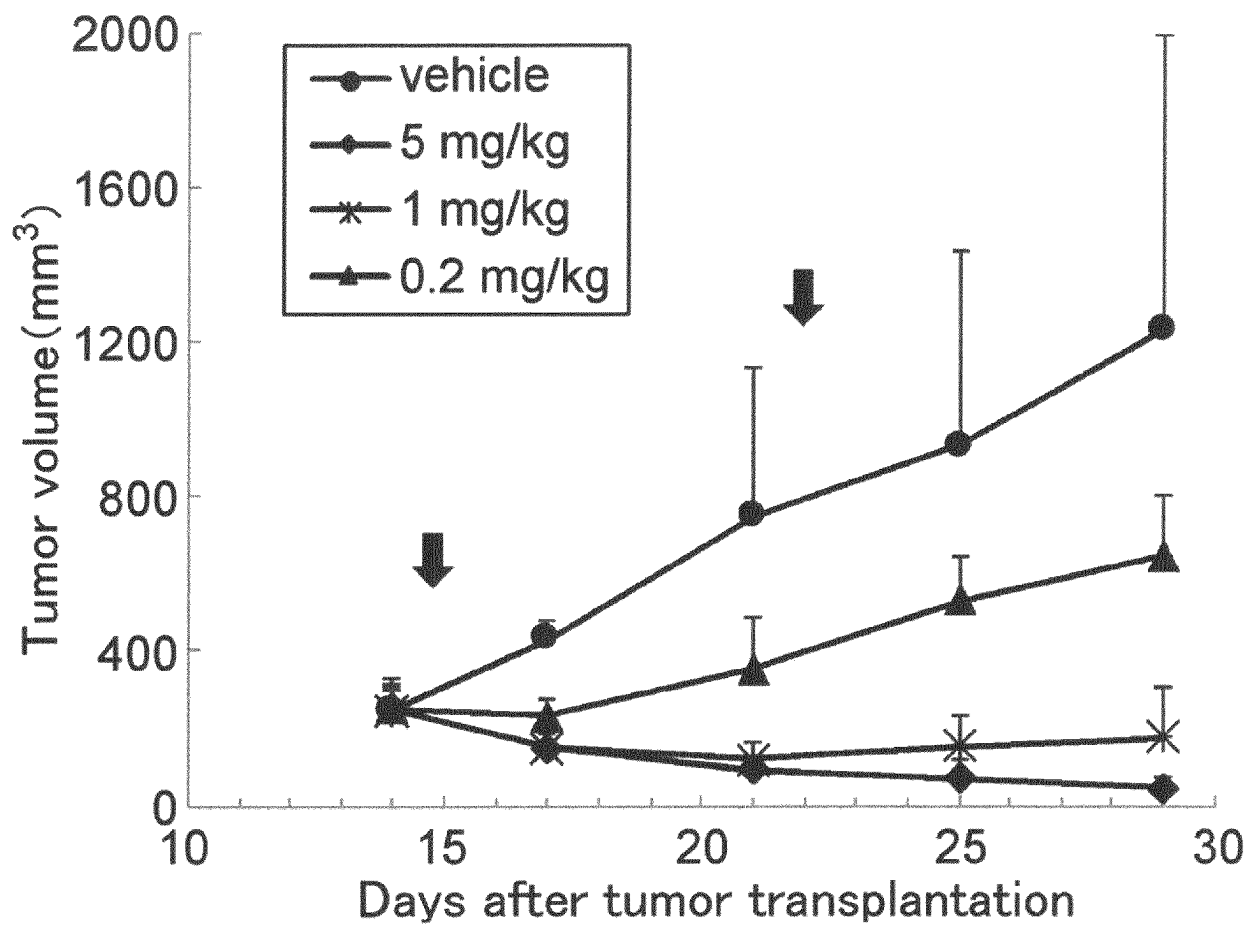 2000
1600
1200
800
400
0
Tumor volume(mm³)
vehicle
5 mg/kg
1 mg/kg
0.2 mg/kg
10 15 20 25 30
Days after tumor transplantation